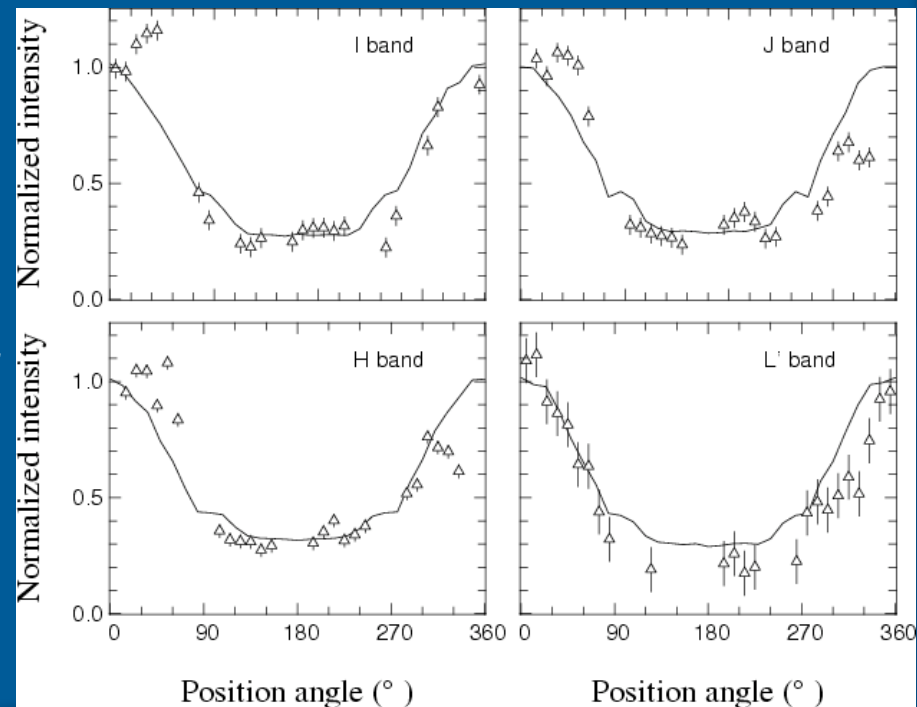 Normalized intensity
1.0
0.5
0.0
I band
J band
Normalized intensity
1.0
0.5
0.0
H band
L' band
0 90 180 270 360
0 90 180 270 360
Position angle (° )
Position angle (° )